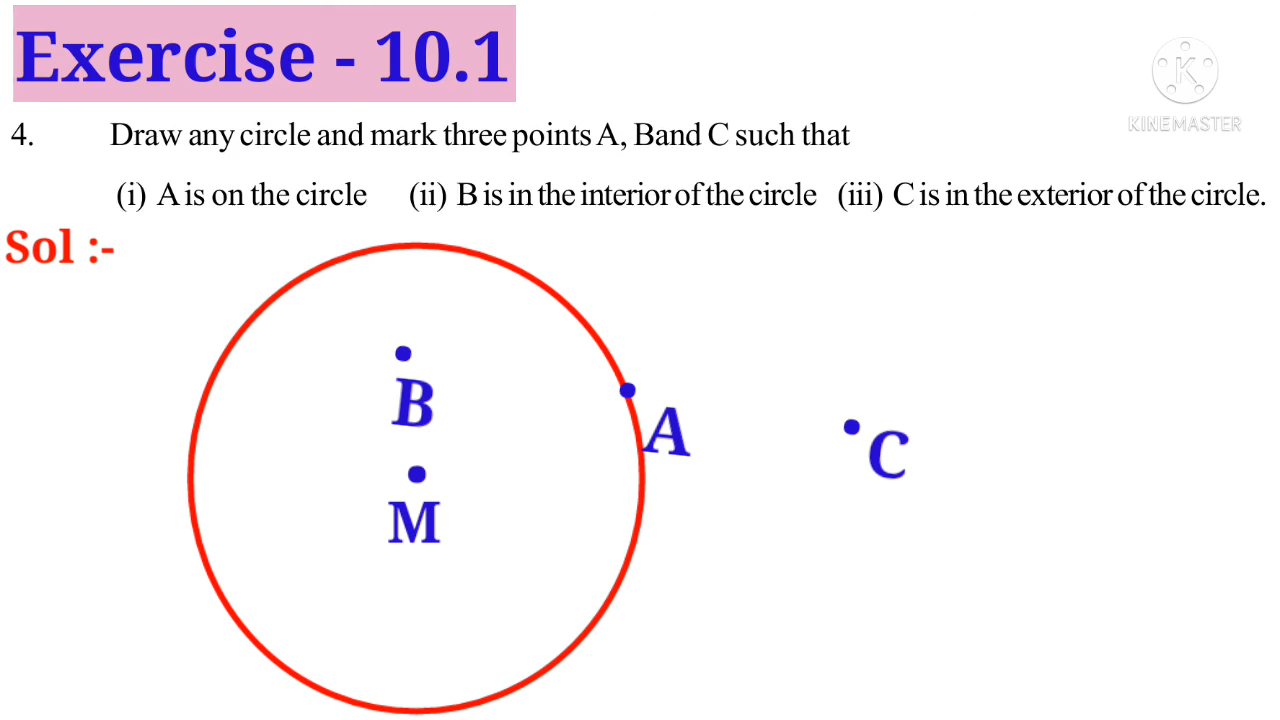 Exercise - 10.1
K
KINEMASTER
4. Draw any circle and mark three points A, Band C such that
(i) A is on the circle (ii) B is in the interior of the circle (iii) C is in the exterior of the circle.
Sol :-
B
A
C
M